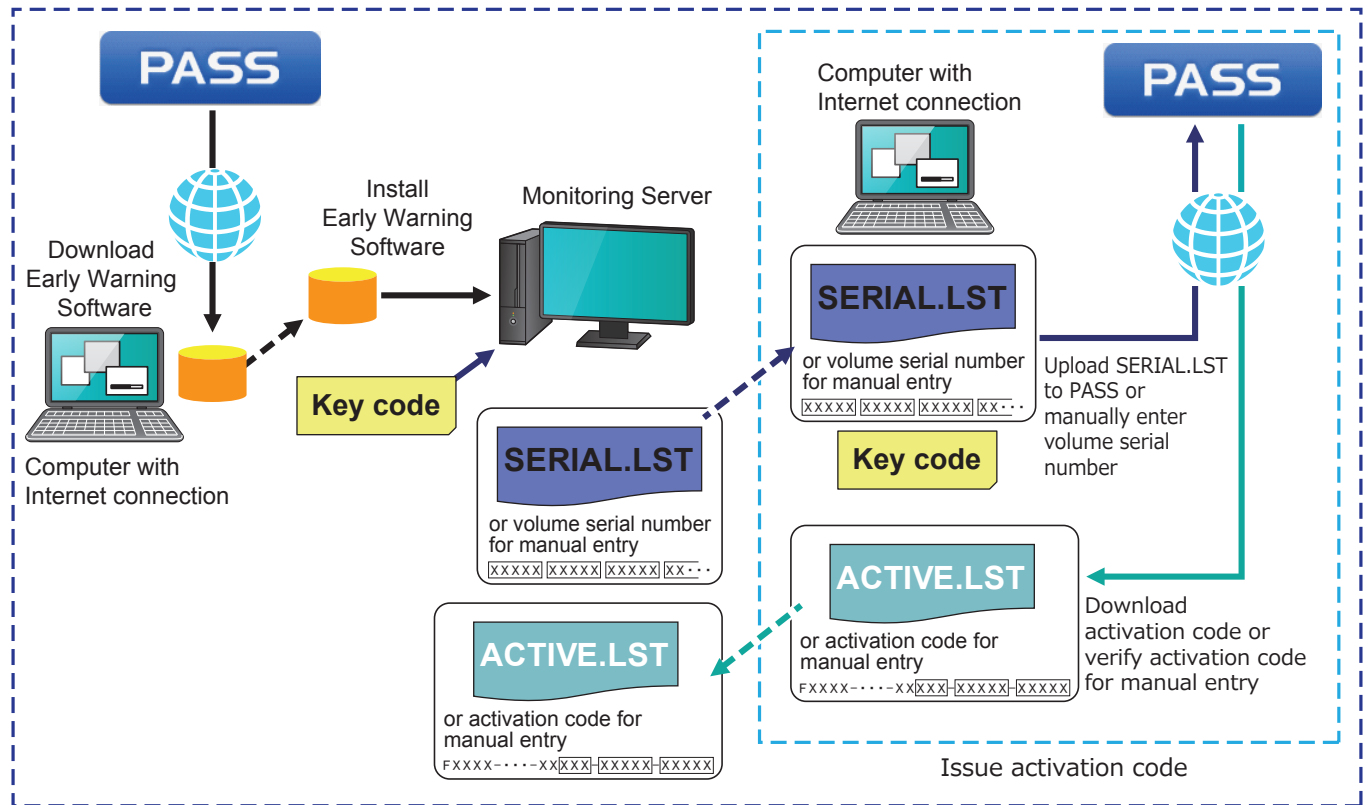 PASS
Download
Early Warning
Software
Computer with
Internet connection
Install
Early Warning
Software
Monitoring Server
Key code
SERIAL.LST
or volume serial number
for manual entry
XXXXX XXXXX XXXXX XX···
ACTIVE.LST
or activation code for
manual entry
FXXXX-···-XXXXX-XXXXX-XXXXX
Computer with
Internet connection
PASS
SERIAL.LST
or volume serial number
for manual entry
XXXXX XXXXX XXXXX XX···
Key code
Upload SERIAL.LST
to PASS or
manually enter
volume serial
number
ACTIVE.LST
or activation code for
manual entry
FXXXX-···-XXXXX-XXXXX-XXXXX
Download
activation code or
verify activation code
for manual entry
Issue activation code